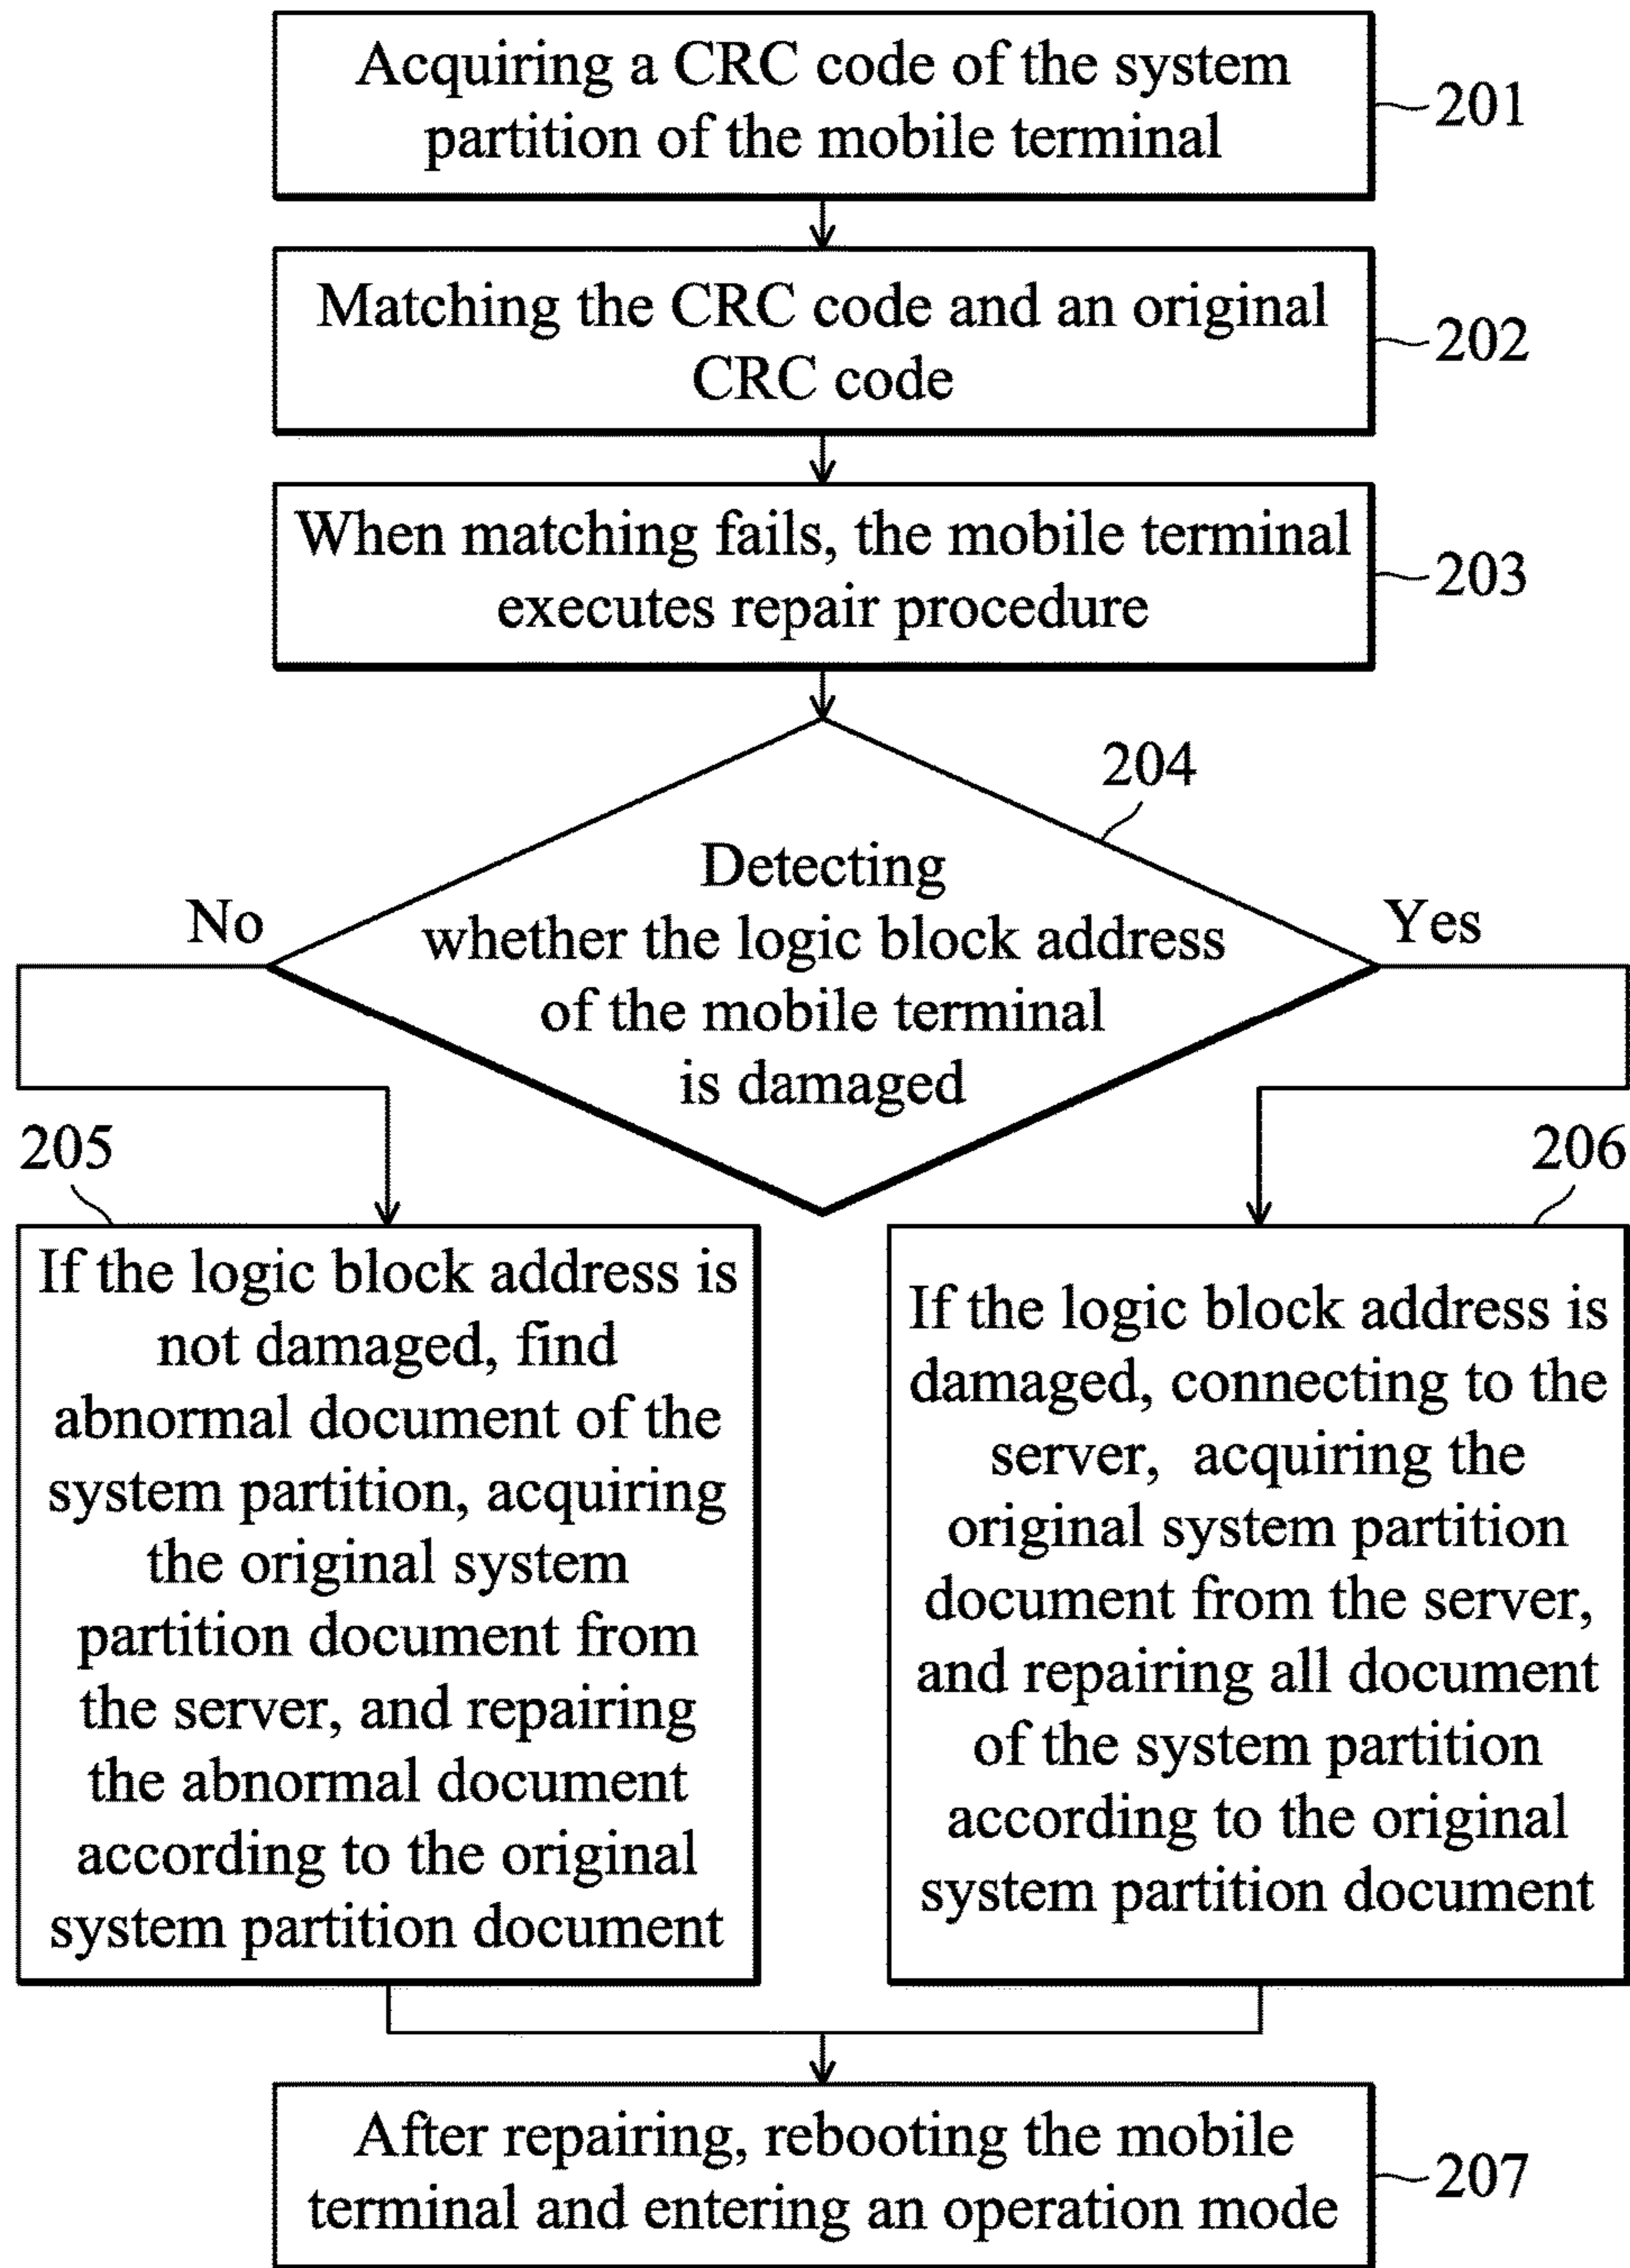 Acquiring a CRC code of the system
partition of the mobile terminal
201
Matching the CRC code and an original
CRC code
202
When matching fails, the mobile terminal
executes repair procedure
203
204
Detecting
whether the logic block address
of the mobile terminal
is damaged
No
Yes
205
If the logic block address is
not damaged, find
abnormal document of the
system partition, acquiring
the original system
partition document from
the server, and repairing
the abnormal document
according to the original
system partition document
206
If the logic block address is
damaged, connecting to the
server, acquiring the
original system partition
document from the server,
and repairing all document
of the system partition
according to the original
system partition document
After repairing, rebooting the mobile
terminal and entering an operation mode
207